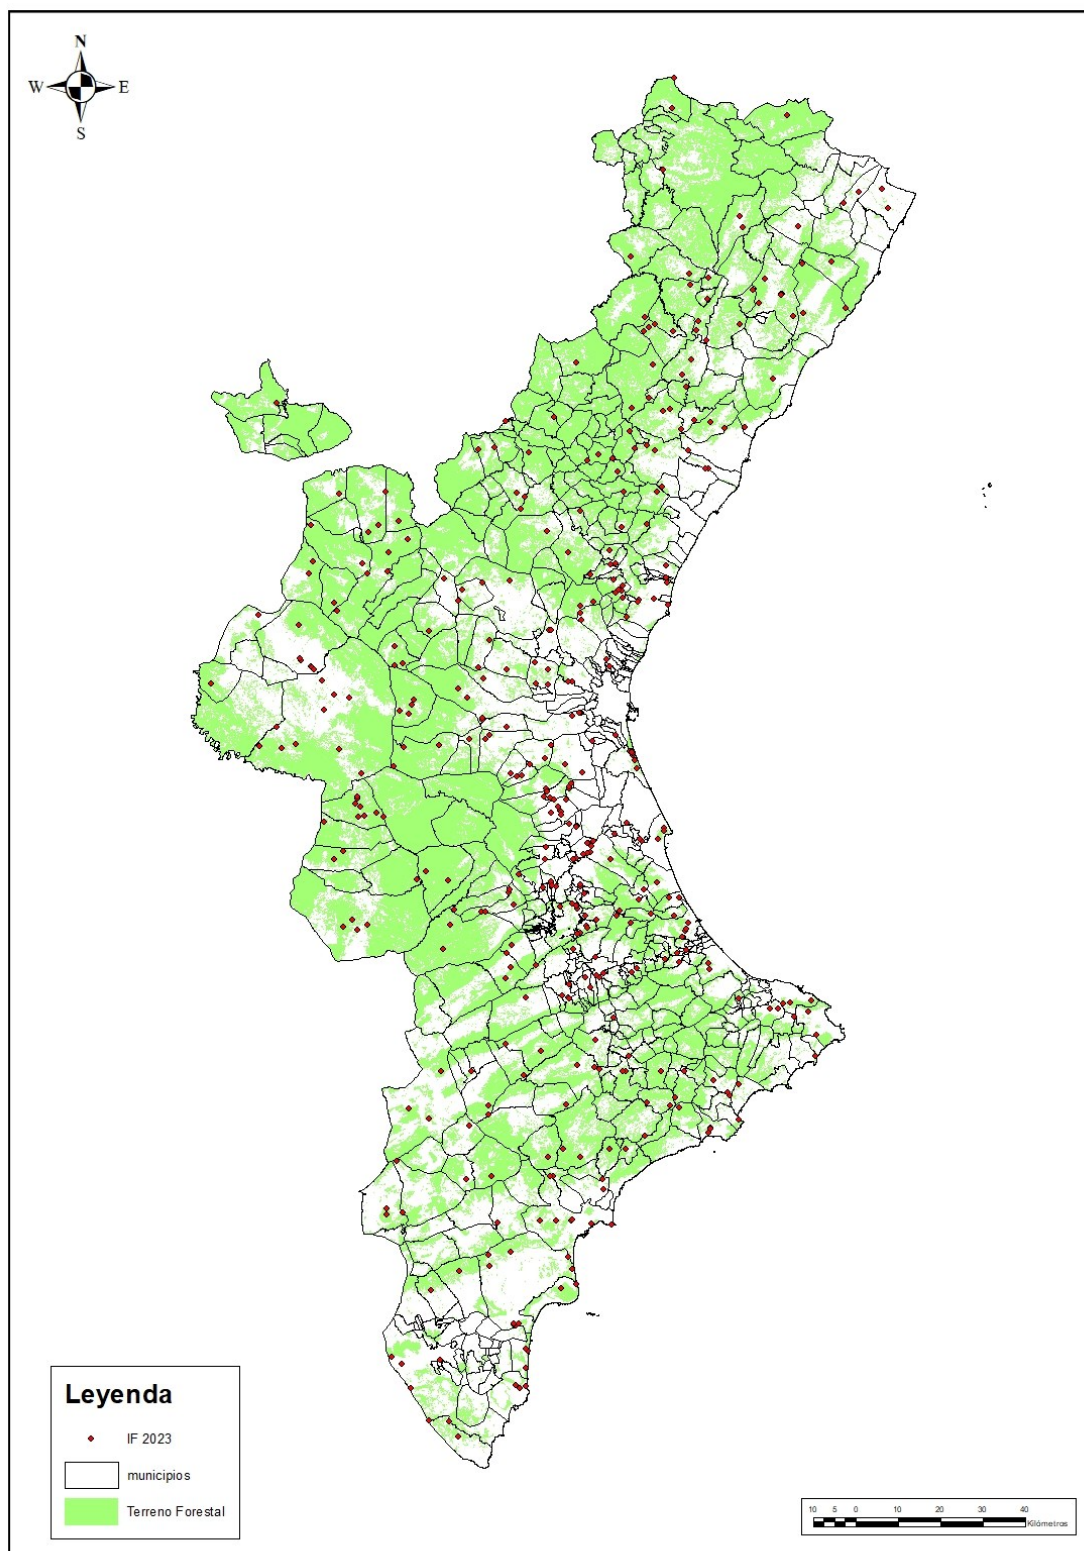 N
W E
S
Leyenda
IF 2023
municipios
Terreno Forestal
10 5 0 10 20 30 40
Kilómetros